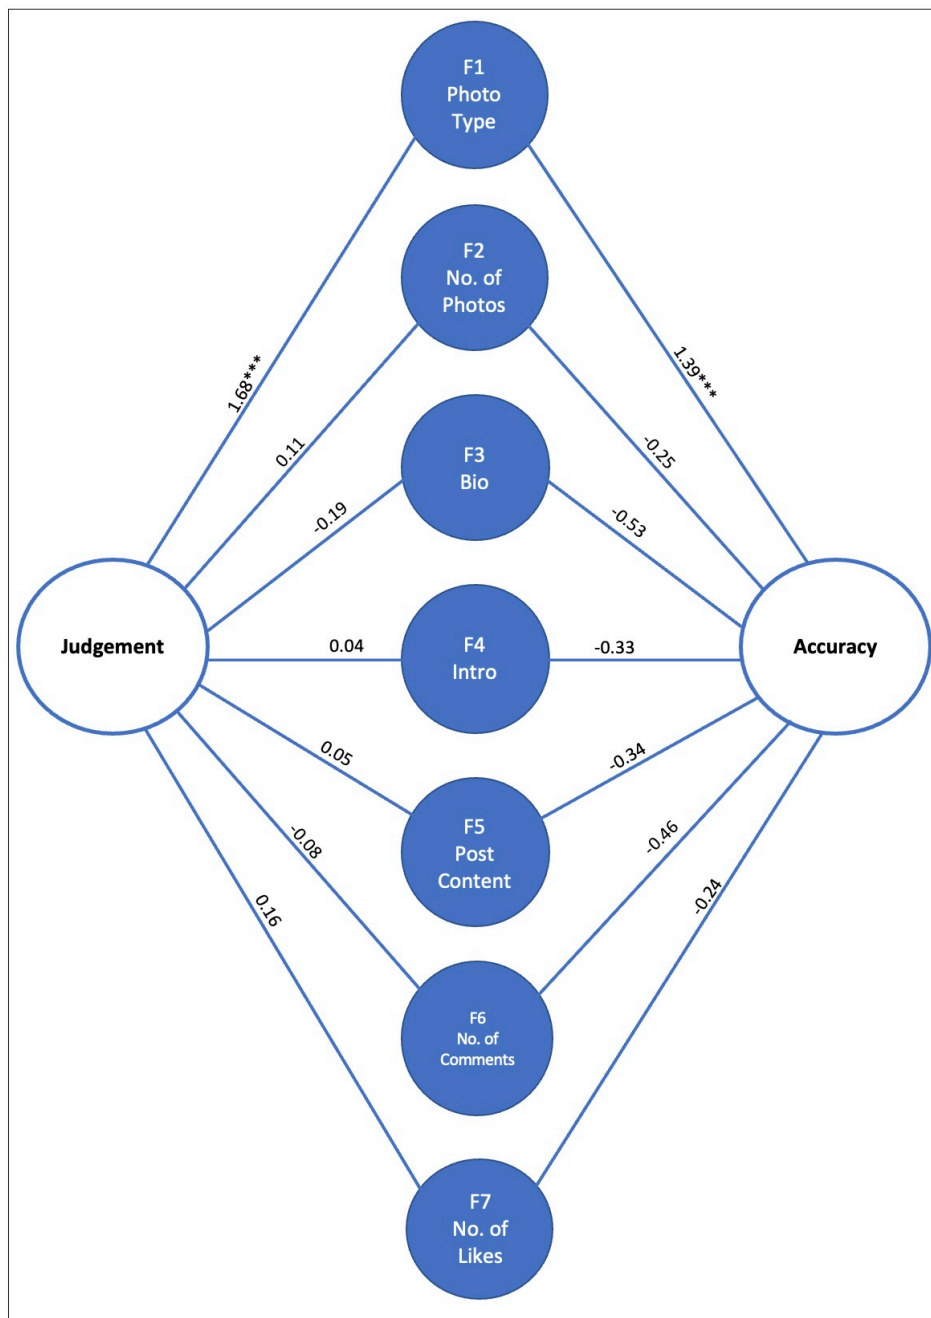 F1
Photo
Type
1.68***
1.39***
F2
No. of
Photos
0.11
-0.25
F3
Bio
-0.19
-0.53
Judgement
0.04
F4
Intro
-0.33
Accuracy
0.05
-0.34
F5
Post
Content
-0.08
-0.46
0.16
-0.24
F6
No. of
Comments
F7
No. of
Likes